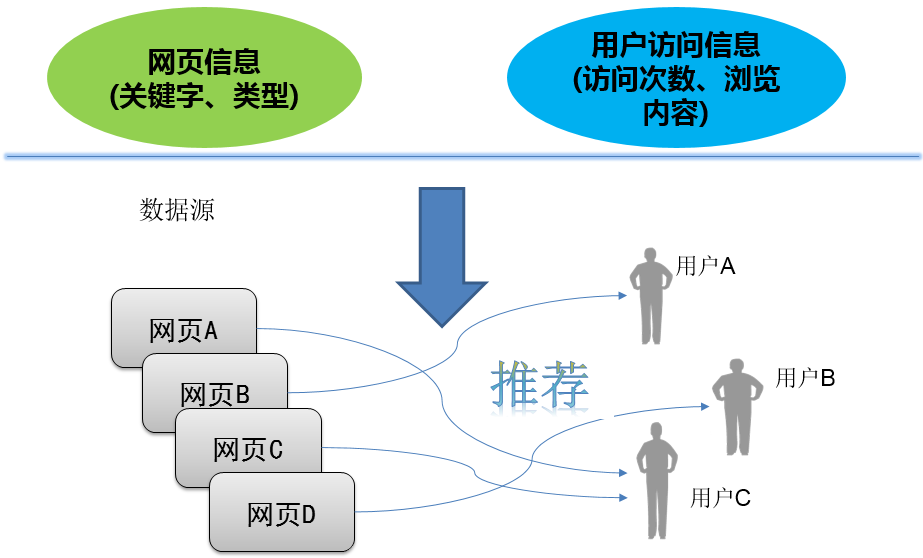 网页信息
(关键字、类型)
用户访问信息
(访问次数、浏览
内容)
数据源
用户A
网页A
推荐
用户B
网页B
网页C
用户C
网页D